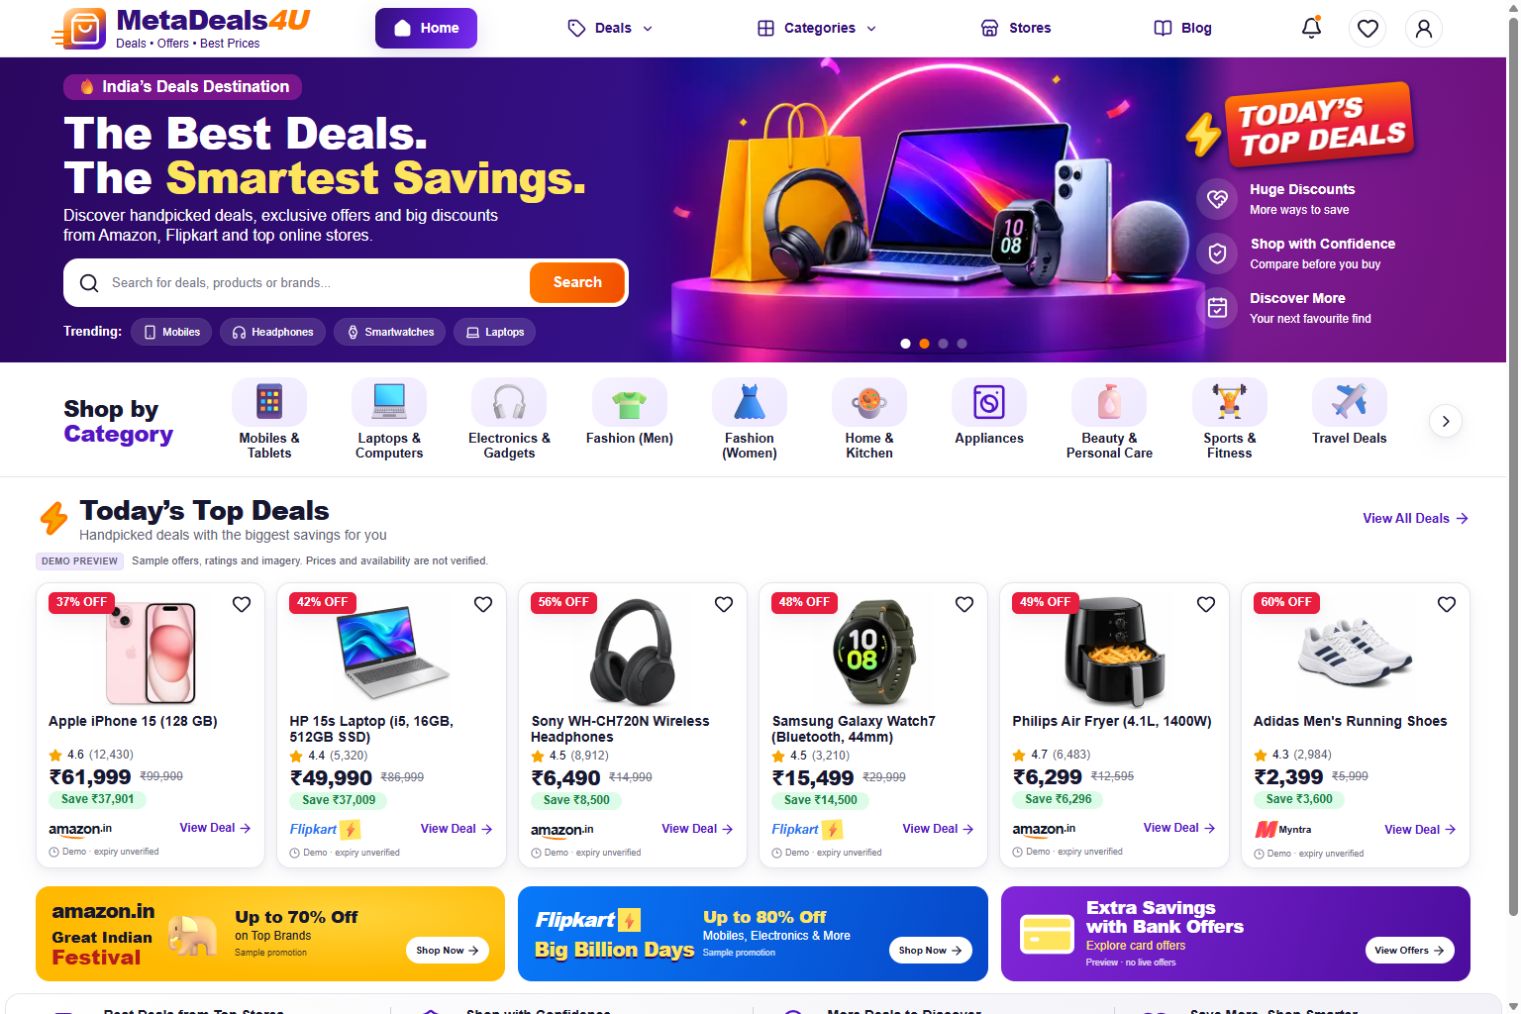 MetaDeals4U
Deals • Offers • Best Prices
Home
Deals
Categories
Stores
Blog
India's Deals Destination
The Best Deals.
The Smartest Savings.
Discover handpicked deals, exclusive offers and big discounts
from Amazon, Flipkart and top online stores.
Search for deals, products or brands...
Search
Trending:
Mobiles
Headphones
Smartwatches
Laptops
10
08
TODAY'S
TOP DEALS
Huge Discounts
More ways to save
Shop with Confidence
Compare before you buy
Discover More
Your next favourite find
Shop by
Category
Mobiles &
Tablets
Laptops &
Computers
Electronics &
Gadgets
Fashion (Men)
Fashion
(Women)
Home &
Kitchen
Appliances
Beauty &
Personal Care
Sports &
Fitness
Travel Deals
Today's Top Deals
Handpicked deals with the biggest savings for you
View All Deals
DEMO PREVIEW
Sample offers, ratings and imagery. Prices and availability are not verified.
37% OFF
Apple iPhone 15 (128 GB)
4.6 (12,430)
₹61,999 ₹99,900
Save ₹37,901
amazon.in
View Deal
Demo · expiry unverified
42% OFF
HP 15s Laptop (i5, 16GB,
512GB SSD)
4.4 (5,320)
₹49,990 ₹86,999
Save ₹37,009
Flipkart
View Deal
Demo · expiry unverified
56% OFF
Sony WH-CH720N Wireless
Headphones
4.5 (8,912)
₹6,490 ₹14,990
Save ₹8,500
amazon.in
View Deal
Demo · expiry unverified
48% OFF
10
08
Samsung Galaxy Watch7
(Bluetooth, 44mm)
4.5 (3,210)
₹15,499 ₹29,999
Save ₹14,500
Flipkart
View Deal
Demo · expiry unverified
49% OFF
Philips Air Fryer (4.1L, 1400W)
4.7 (6,483)
₹6,299 ₹12,595
Save ₹6,296
amazon.in
View Deal
Demo · expiry unverified
60% OFF
Adidas Men's Running Shoes
4.3 (2,984)
₹2,399 ₹5,999
Save ₹3,600
Myntra
View Deal
Demo · expiry unverified
amazon.in
Great Indian
Festival
Up to 70% Off
on Top Brands
Sample promotion
Shop Now
Flipkart
Big Billion Days
Up to 80% Off
Mobiles, Electronics & More
Sample promotion
Shop Now
Extra Savings
with Bank Offers
Explore card offers
Preview · no live offers
View Offers
Best Deals from Top Stores
Shop with Confidence
More Deals to Discover
Save More, Shop Smarter